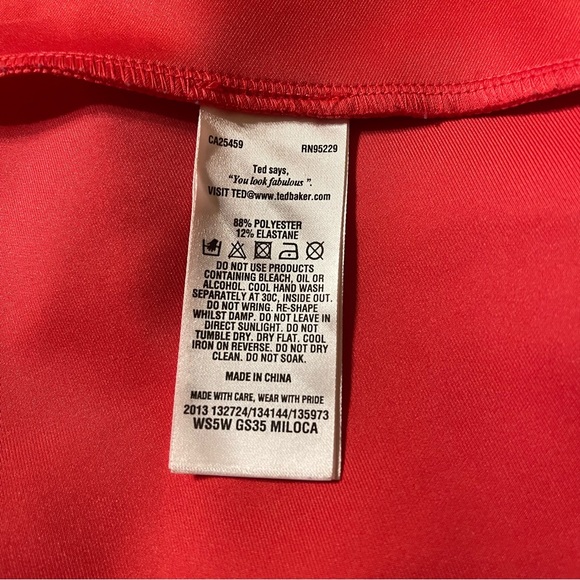 CA25459 RN95229
Ted says,
"You look fabulous ".
VISIT TED@www.tedbaker.com
88% POLYESTER
12% ELASTANE
DO NOT USE PRODUCTS
CONTAINING BLEACH, OIL OR
ALCOHOL. COOL HAND WASH
SEPARATELY AT 30C, INSIDE OUT.
DO NOT WRING. RE-SHAPE
WHILST DAMP. DO NOT LEAVE IN
DIRECT SUNLIGHT. DO NOT
TUMBLE DRY. DRY FLAT. COOL
IRON ON REVERSE. DO NOT DRY
CLEAN. DO NOT SOAK.
MADE IN CHINA
MADE WITH CARE, WEAR WITH PRIDE
2013 132724/134144/135973
WS5W GS35 MILOCA